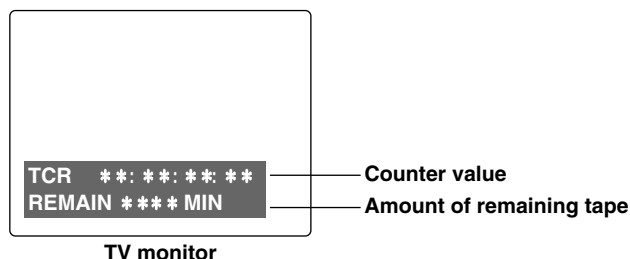 TCR **:**:**:** Counter value
REMAIN **** MIN Amount of remaining tape
TV monitor